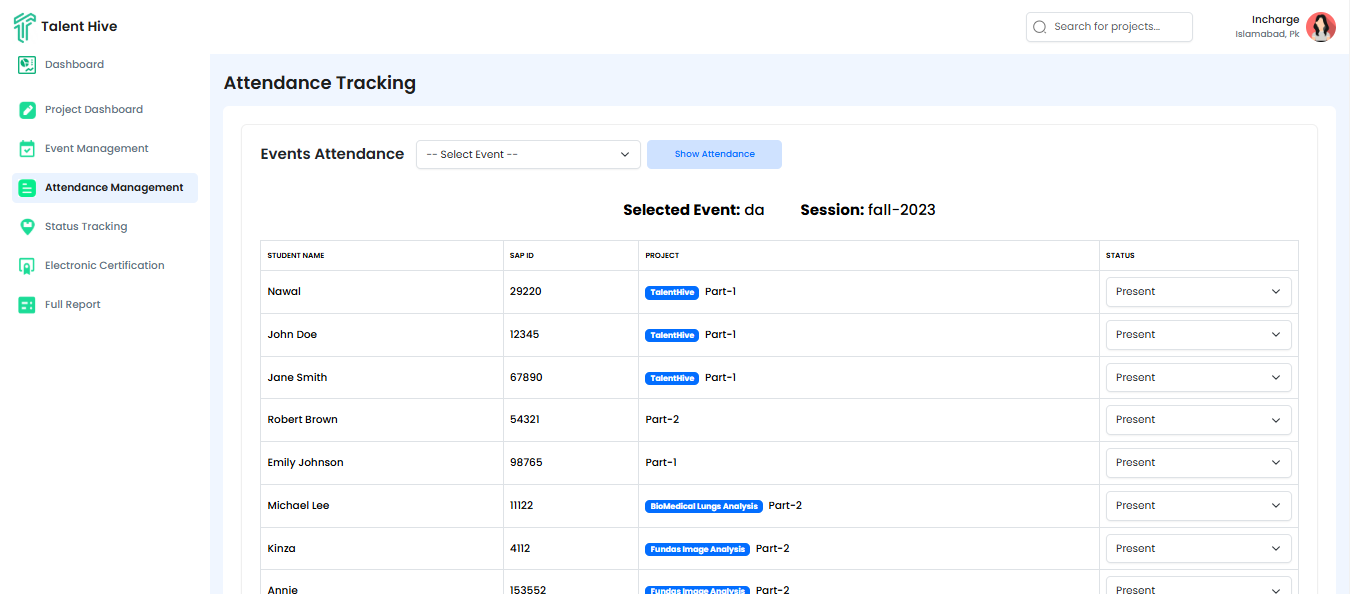 Talent Hive
Search for projects...
Incharge
Islamabad, Pk
Dashboard
Project Dashboard
Event Management
Attendance Management
Status Tracking
Electronic Certification
Full Report
Attendance Tracking
Events Attendance -- Select Event -- Show Attendance
Selected Event: da Session: fall-2023
STUDENT NAME SAP ID PROJECT STATUS
Nawal 29220 TalentHive Part-1 Present
John Doe 12345 TalentHive Part-1 Present
Jane Smith 67890 TalentHive Part-1 Present
Robert Brown 54321 Part-2 Present
Emily Johnson 98765 Part-1 Present
Michael Lee 11122 BioMedical Lungs Analysis Part-2 Present
Kinza 4112 Fundas Image Analysis Part-2 Present
Annie 153552 Fundas Image Analysis Part-2 Present